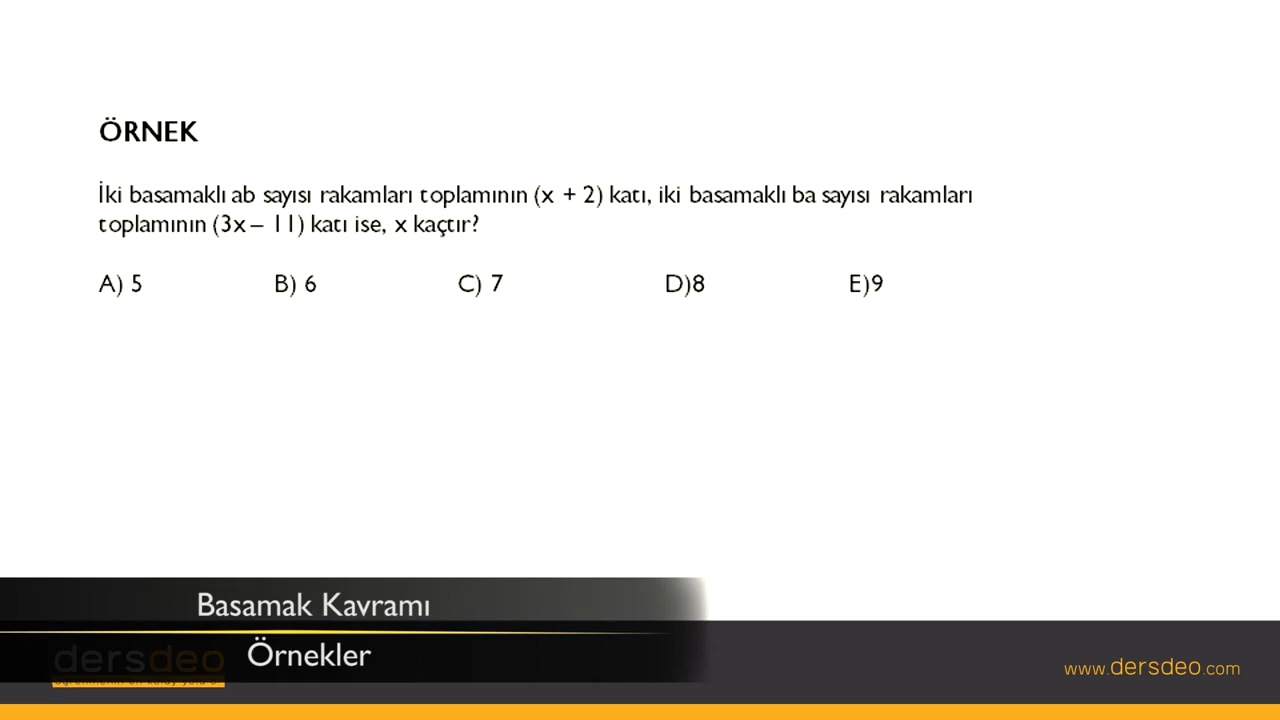 ÖRNEK
İki basamaklı ab sayısı rakamları toplamının (x + 2) katı, iki basamaklı ba sayısı rakamları
toplamının (3x – 11) katı ise, x kaçtır?
A) 5 B) 6 C) 7 D)8 E)9
Basamak Kavramı
Örnekler
dersdeo
www.dersdeo.com